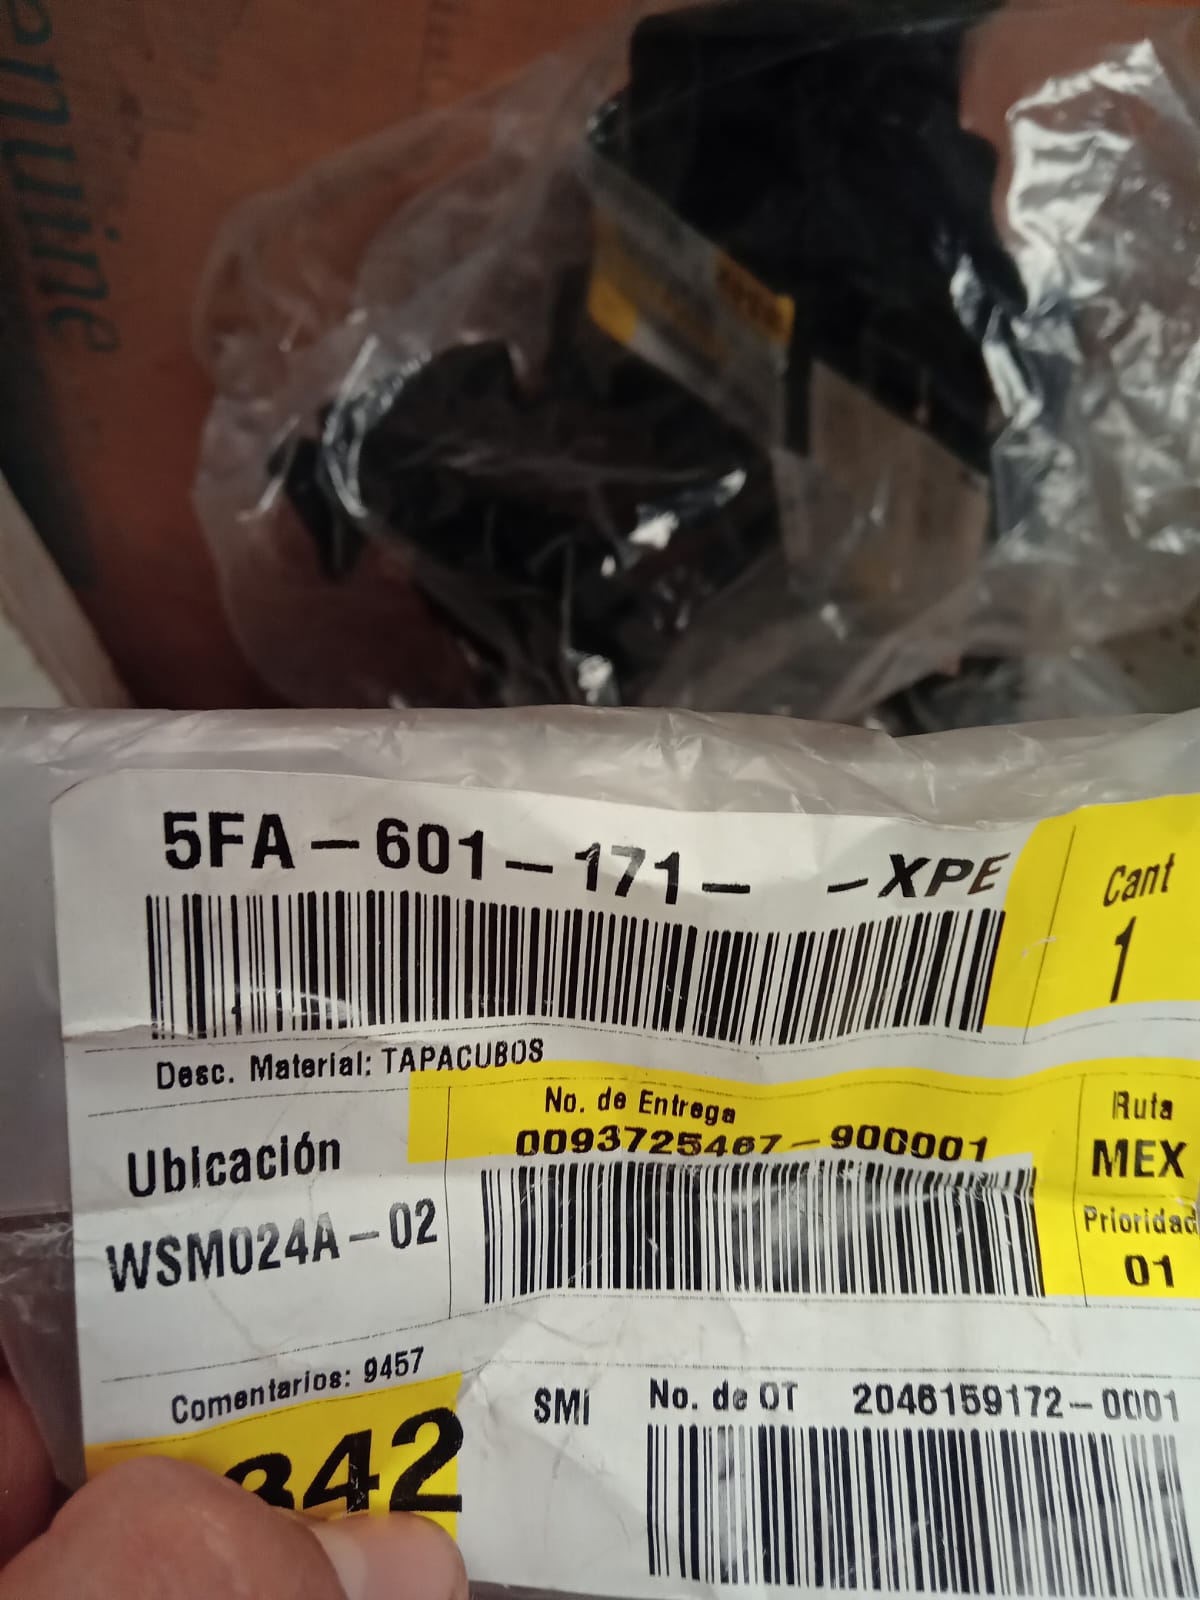 enuine
5FA-601-171- -XPE
Cant
1
Desc. Material: TAPACUBOS
No. de Entrega
0093725467-900001
Ruta
MEX
Ubicación
WSM024A-02
Prioridad
01
Comentarios: 9457
342
SMI
No. de OT 2046159172-0001